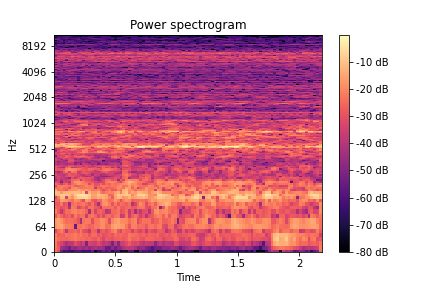 Power spectrogram
Hz
8192
4096
2048
1024
512
256
128
64
0
0
0.5
1
1.5
2
Time
-10 dB
-20 dB
-30 dB
-40 dB
-50 dB
-60 dB
-70 dB
-80 dB